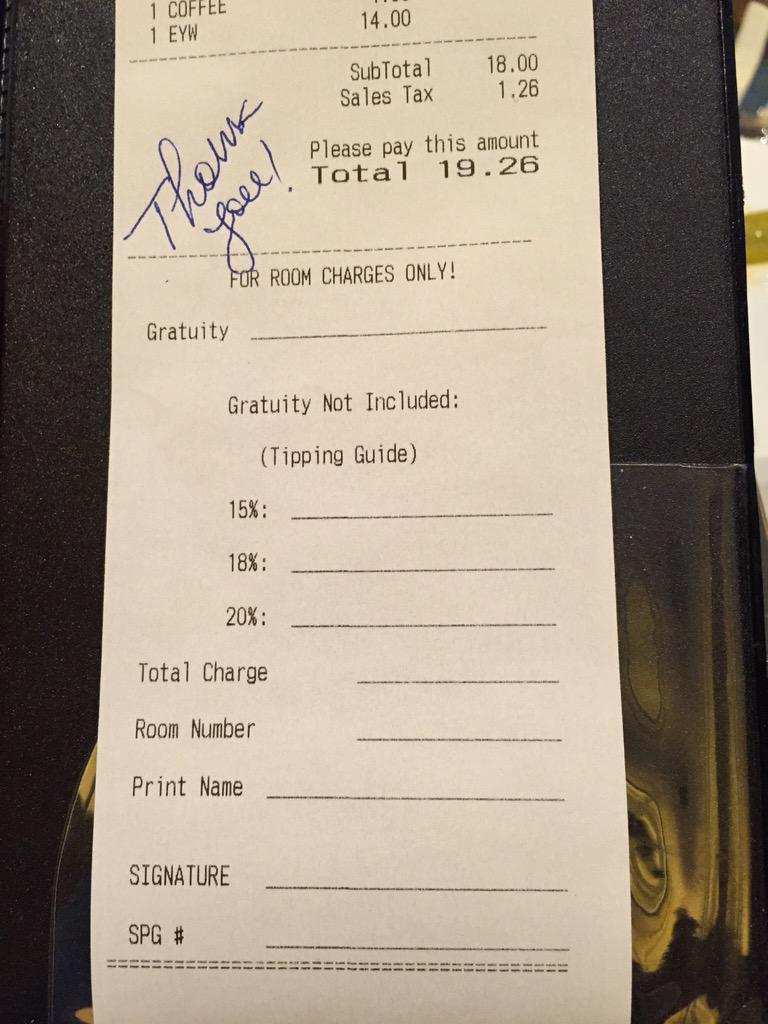 1 COFFEE
1 EYW 14.00
SubTotal 18.00
Sales Tax 1.26
Please pay this amount
Total 19.26
Thank
you!
FOR ROOM CHARGES ONLY!
Gratuity
Gratuity Not Included:
(Tipping Guide)
15%:
18%:
20%:
Total Charge
Room Number
Print Name
SIGNATURE
SPG #